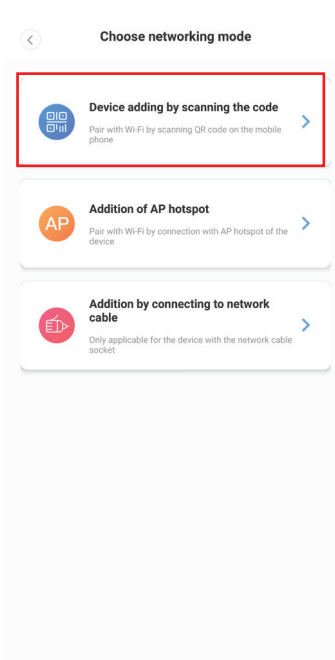 Choose networking mode
Device adding by scanning the code
Pair with Wi-Fi by scanning QR code on the mobile
phone
AP
Addition of AP hotspot
Pair with Wi-Fi by connection with AP hotspot of the
device
Addition by connecting to network
cable
Only applicable for the device with the network cable
socket